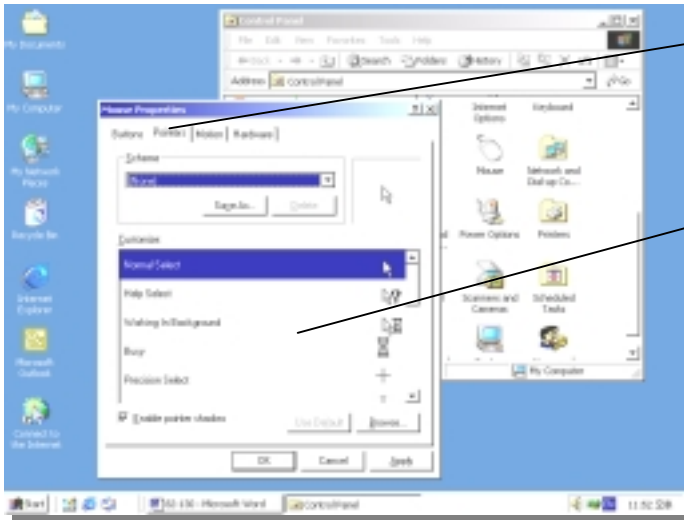 My Documents
My Computer
My Network
Places
Recycle Bin
Internet
Explorer
Microsoft
Outlook
Connect to
the Internet
Control Panel
File Edit View Favorites Tools Help
Back Search Folders History
Address Control Panel Go
Internet
Options
Keyboard
Mouse
Network and
Dial-up Co...
Power Options
Printers
Scanners and
Cameras
Scheduled
Tasks
My Computer
Mouse Properties
Buttons Pointers Motion Hardware
Scheme
(None)
Save As... Delete
Customize
Normal Select
Help Select
Working In Background
Busy
Precision Select
Enable pointer shadow
Use Default Browse...
OK Cancel Apply
Start
Microsoft Word
Control Panel